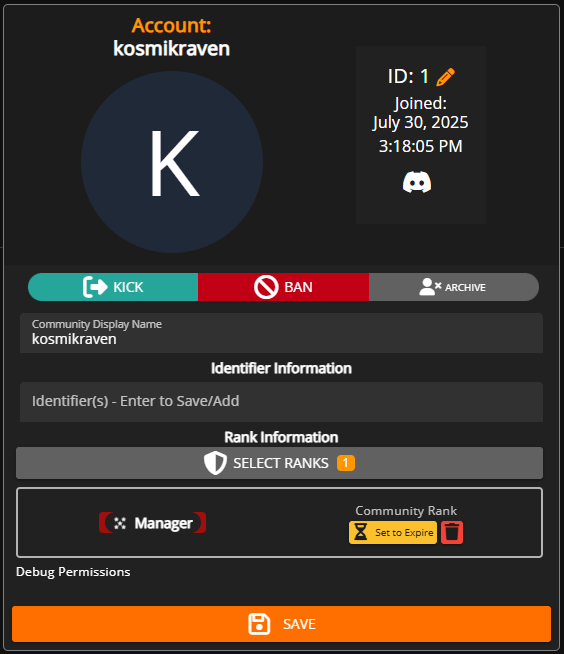 Account:
kosmikraven
K
ID: 1
Joined:
July 30, 2025
3:18:05 PM
KICK
BAN
ARCHIVE
Community Display Name
kosmikraven
Identifier Information
Identifier(s) - Enter to Save/Add
Rank Information
SELECT RANKS 1
Manager
Community Rank
Set to Expire
Debug Permissions
SAVE